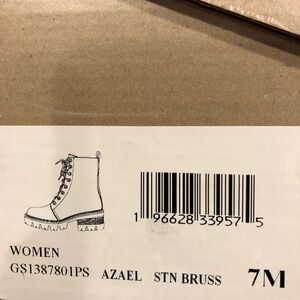 1 96628 33957 5
WOMEN
GS1387801PS AZAEL STN BRUSS 7M